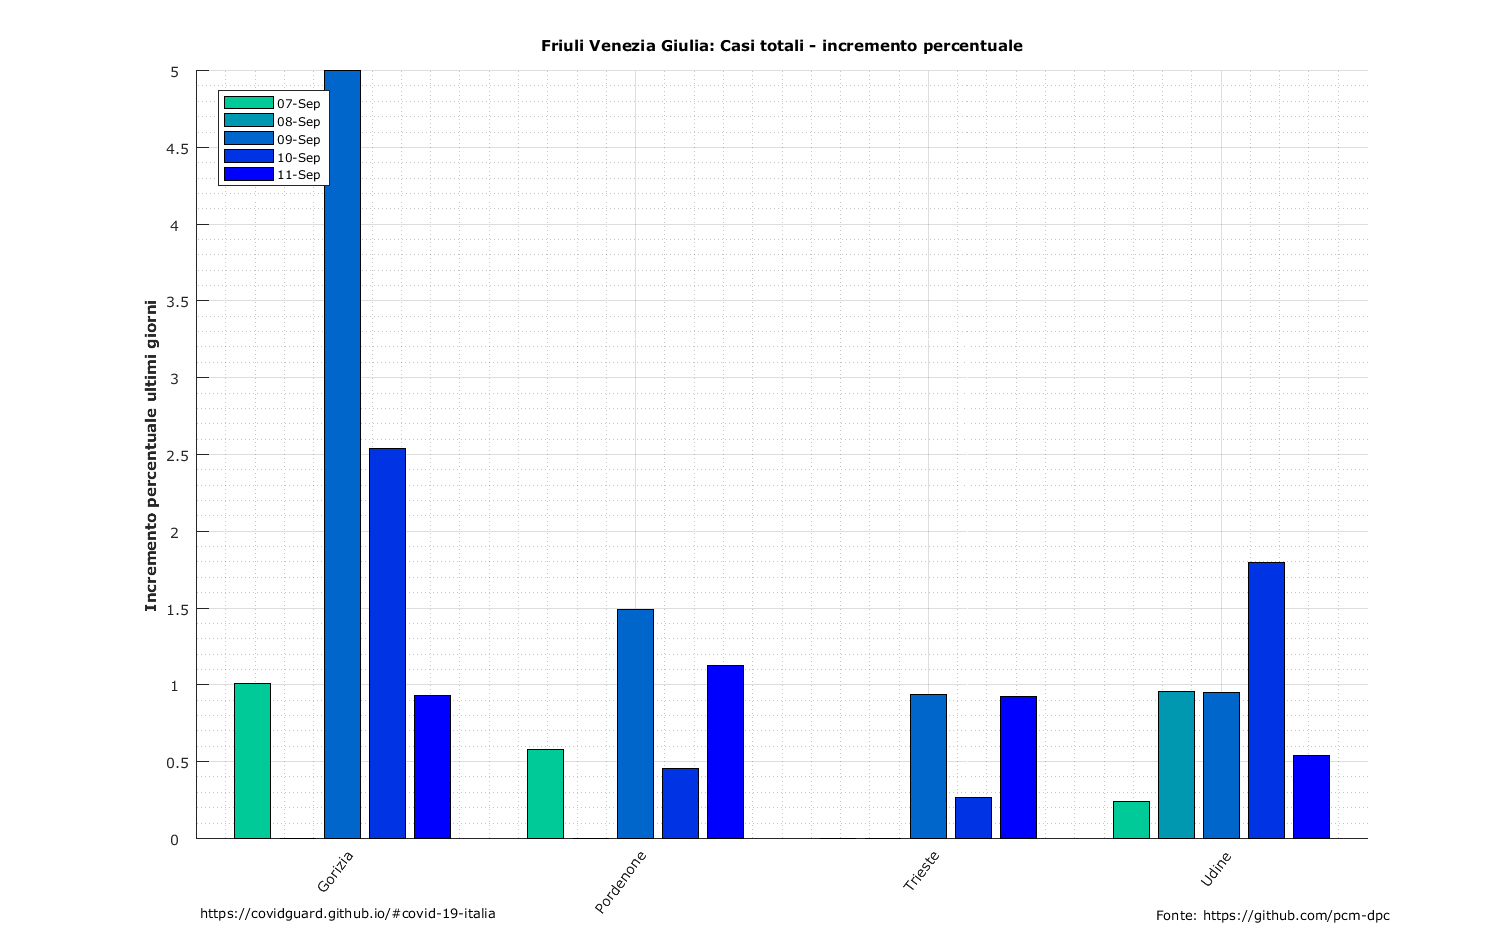 Friuli Venezia Giulia: Casi totali - incremento percentuale
5
4.5
4
3.5
3
2.5
2
1.5
1
0.5
0
Incremento percentuale ultimi giorni
07-Sep
08-Sep
09-Sep
10-Sep
11-Sep
Gorizia
Pordenone
Trieste
Udine
https://covidguard.github.io/#covid-19-italia
Fonte: https://github.com/pcm-dpc